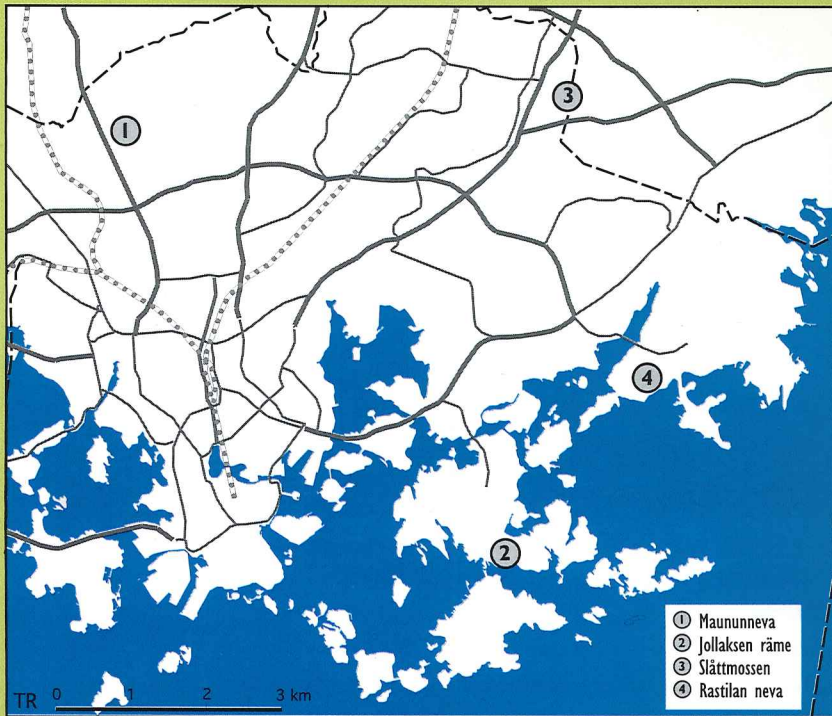 1
3
4
2
1 Maununneva
2 Jollaksen räme
3 Slåttmossen
4 Rastilan neva
TR 0 1 2 3 km